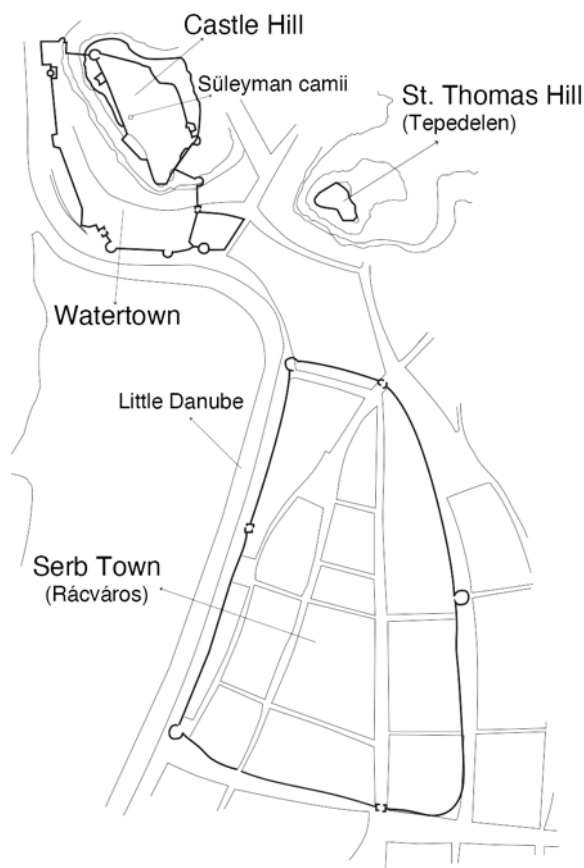 Castle Hill
Süleyman camii
St. Thomas Hill
(Tepedelen)
Watertown
Little Danube
Serb Town
(Rácváros)